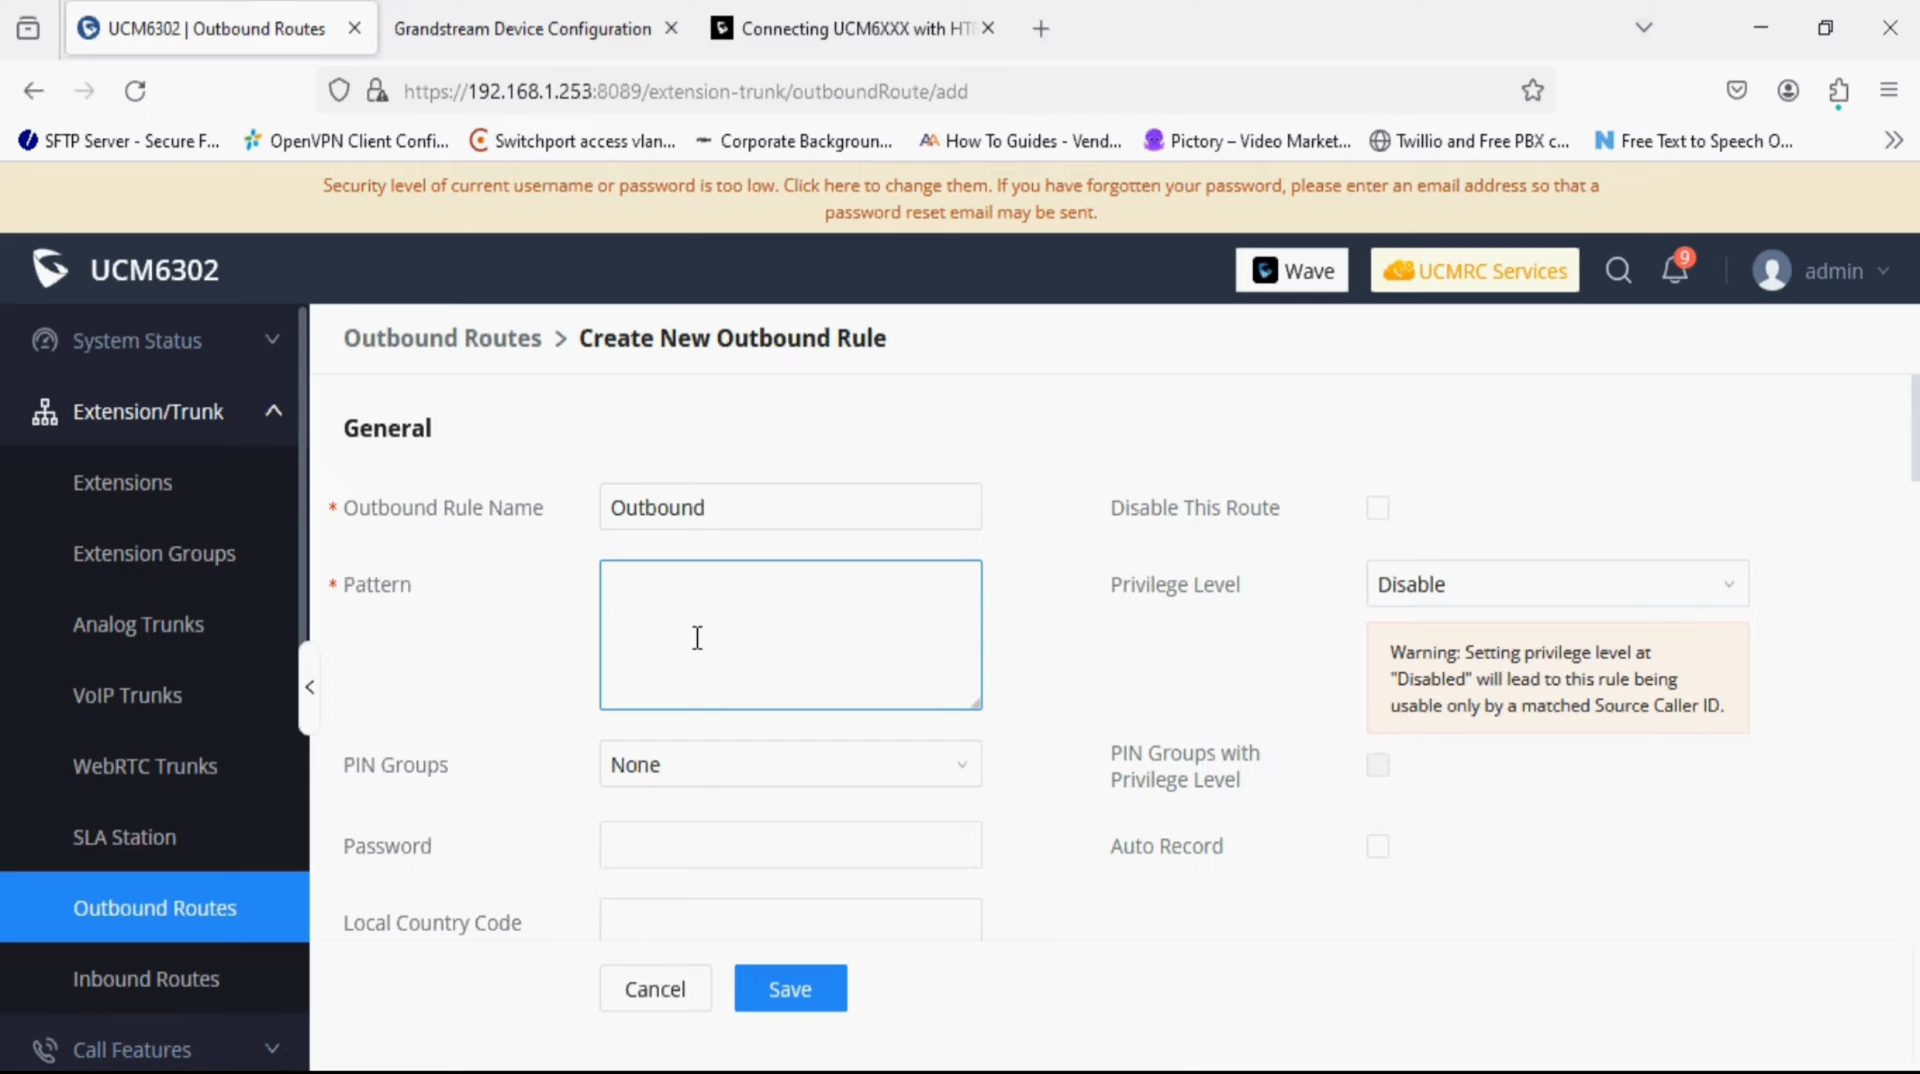 UCM6302 | Outbound Routes
Grandstream Device Configuration
Connecting UCM6XXX with HT
https://192.168.1.253:8089/extension-trunk/outboundRoute/add
SFTP Server - Secure F...
OpenVPN Client Confi...
Switchport access vlan...
Corporate Backgroun...
AA How To Guides - Vend...
Pictory – Video Market...
Twillio and Free PBX c...
Free Text to Speech O...
Security level of current username or password is too low. Click here to change them. If you have forgotten your password, please enter an email address so that a
password reset email may be sent.
UCM6302
Wave
UCMRC Services
9
admin
System Status
Extension/Trunk
Extensions
Extension Groups
Analog Trunks
VoIP Trunks
WebRTC Trunks
SLA Station
Outbound Routes
Inbound Routes
Call Features
Outbound Routes > Create New Outbound Rule
General
* Outbound Rule Name
Outbound
Disable This Route
* Pattern
Privilege Level
Disable
Warning: Setting privilege level at
"Disabled" will lead to this rule being
usable only by a matched Source Caller ID.
PIN Groups
None
PIN Groups with
Privilege Level
Password
Auto Record
Local Country Code
Cancel
Save